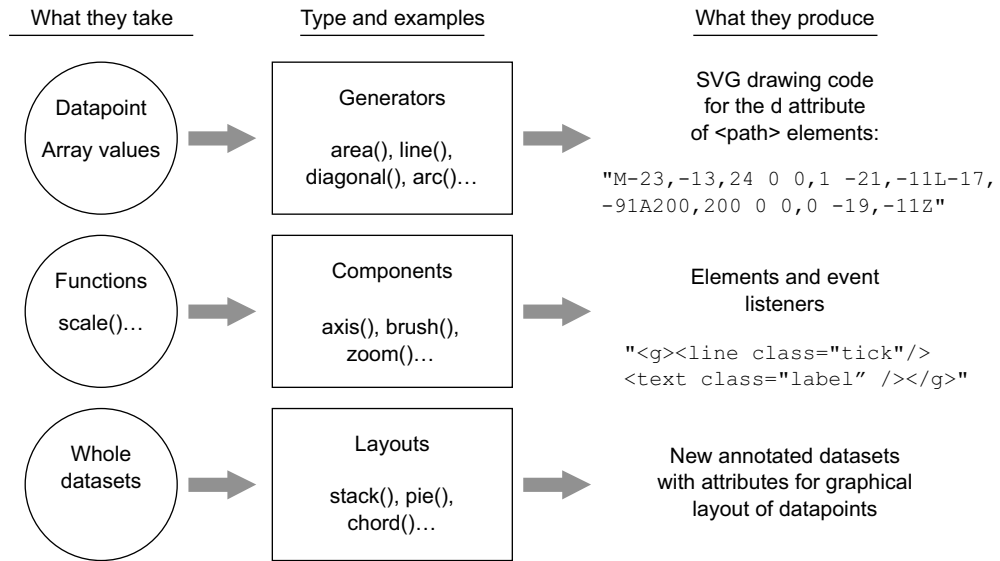 What they take
Type and examples
What they produce
Datapoint
Array values
Generators
area(), line(),
diagonal(), arc()…
SVG drawing code
for the d attribute
of <path> elements:
"M-23,-13,24 0 0,1 -21,-11L-17,
-91A200,200 0 0,0 -19,-11Z"
Functions
scale()…
Components
axis(), brush(),
zoom()…
Elements and event
listeners
"<g><line class="tick"/>
<text class="label” /></g>"
Whole
datasets
Layouts
stack(), pie(),
chord()…
New annotated datasets
with attributes for graphical
layout of datapoints